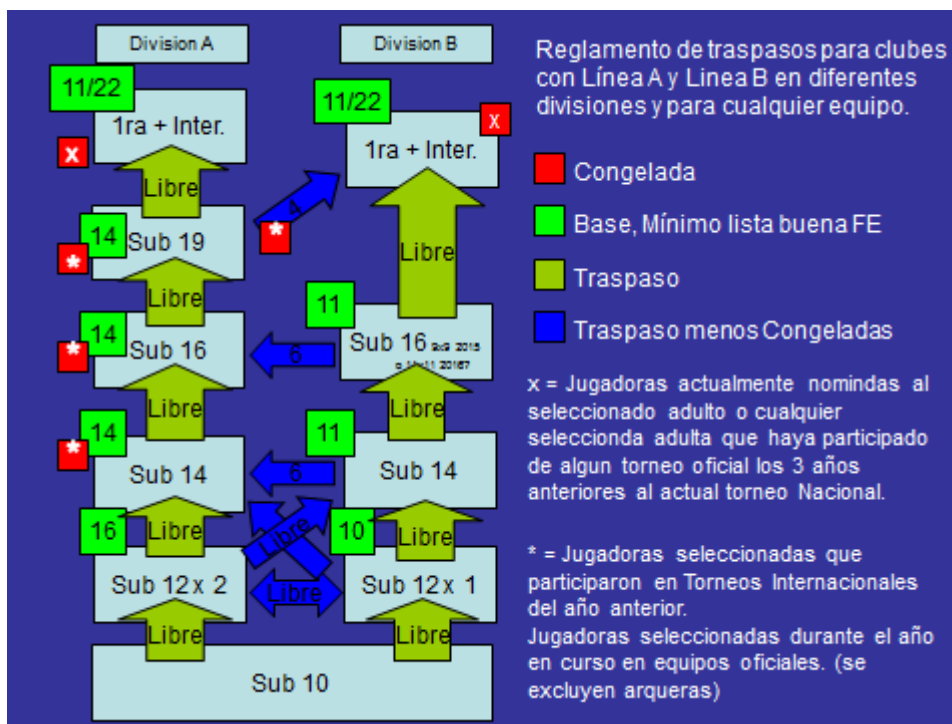 Division A
Division B
Reglamento de traspasos para clubes
con Línea A y Linea B en diferentes
divisiones y para cualquier equipo.
11/22
1ra + Inter.
x
11/22
1ra + Inter.
x
Congelada
Base, Mínimo lista buena FE
Traspaso
Traspaso menos Congeladas
Libre
14
*
Sub 19
4
*
Libre
Libre
14
*
Sub 16
6
11
Sub 16 9x9 2015
Libre
14
*
Sub 14
6
11
Sub 14
Libre
x = Jugadoras actualmente nomindas al
seleccionado adulto o cualquier
seleccionda adulta que haya participado
de algun torneo oficial los 3 años
anteriores al actual torneo Nacional.
16
Libre
Libre
10
Libre
Sub 12 x 2
Libre
Sub 12 x 1
Libre
Libre
Sub 10
* = Jugadoras seleccionadas que
participaron en Torneos Internacionales
del año anterior.
Jugadoras seleccionadas durante el año
en curso en equipos oficiales. (se
excluyen arqueras)